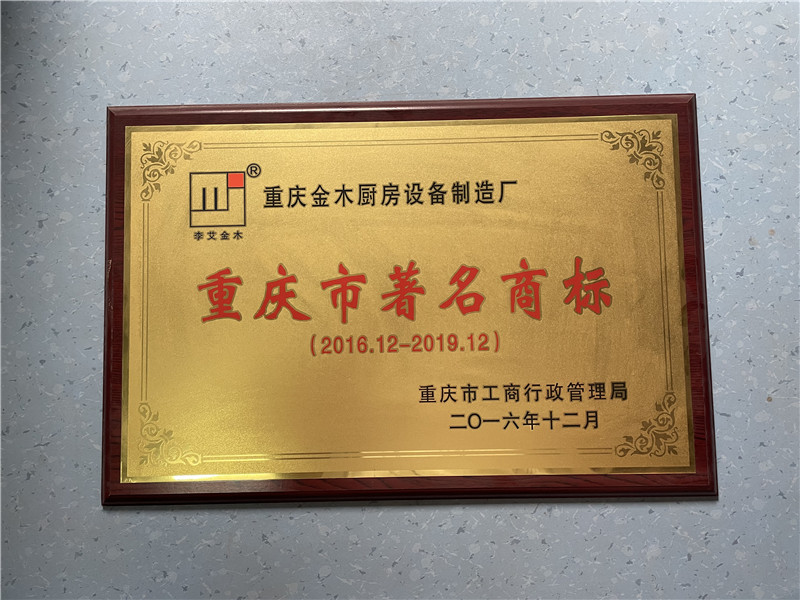 ®
重庆金木厨房设备制造厂
李艾金木
重庆市著名商标
(2016.12-2019.12)
重庆市工商行政管理局
二〇一六年十二月